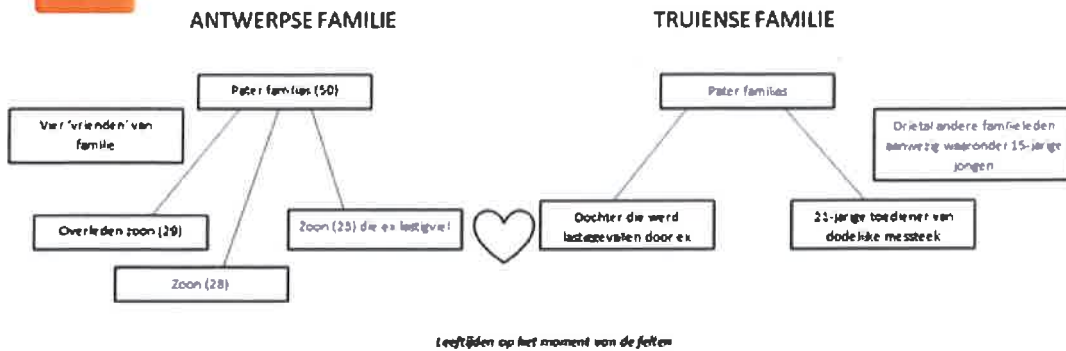 ANTWERPSE FAMILIE
TRUIENSE FAMILIE
Pater familias (50)
Pater familias
Vier 'vrienden' van
familie
Drietal andere familieleden
aanwezig waaronder 15-jarige
jongen
Overleden zoon (29)
Zoon (25) die ex lastigviel
Dochter die werd
lastiggevallen door ex
21-jarige toediener van
dodelijke messteek
Zoon (28)
Leeftijden op het moment van de feiten